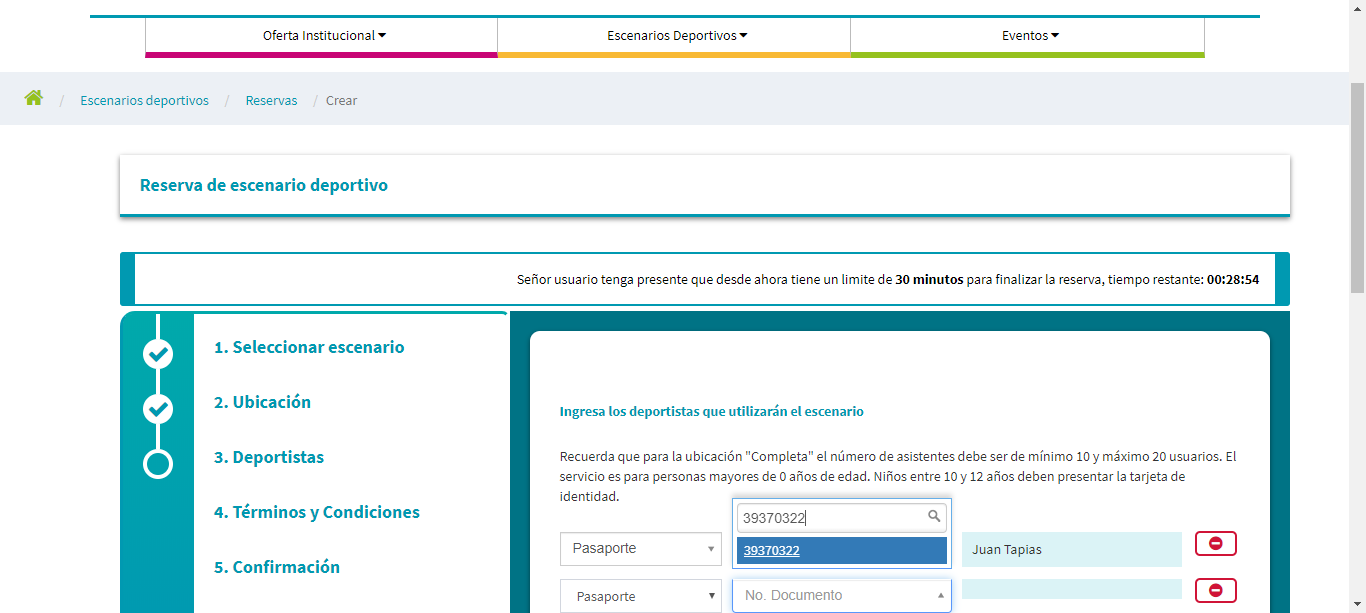 Oferta Institucional
Escenarios Deportivos
Eventos
/ Escenarios deportivos / Reservas / Crear
Reserva de escenario deportivo
Señor usuario tenga presente que desde ahora tiene un limite de 30 minutos para finalizar la reserva, tiempo restante: 00:28:54
1. Seleccionar escenario
2. Ubicación
3. Deportistas
4. Términos y Condiciones
5. Confirmación
Ingresa los deportistas que utilizarán el escenario
Recuerda que para la ubicación "Completa" el número de asistentes debe ser de mínimo 10 y máximo 20 usuarios. El
servicio es para personas mayores de 0 años de edad. Niños entre 10 y 12 años deben presentar la tarjeta de
identidad.
39370322
Pasaporte
39370322
Juan Tapias
Pasaporte
No. Documento